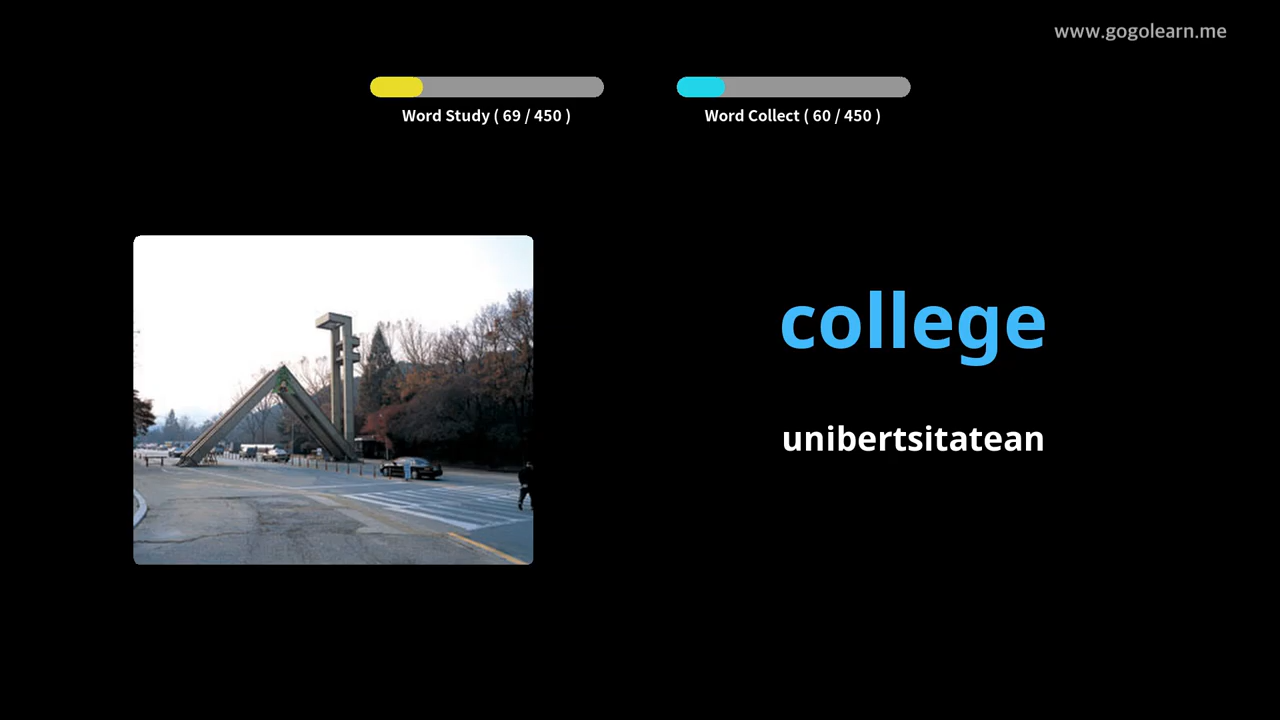 www.gogolearn.me
Word Study ( 69 / 450 )
Word Collect ( 60 / 450 )
college
unibertsitatean